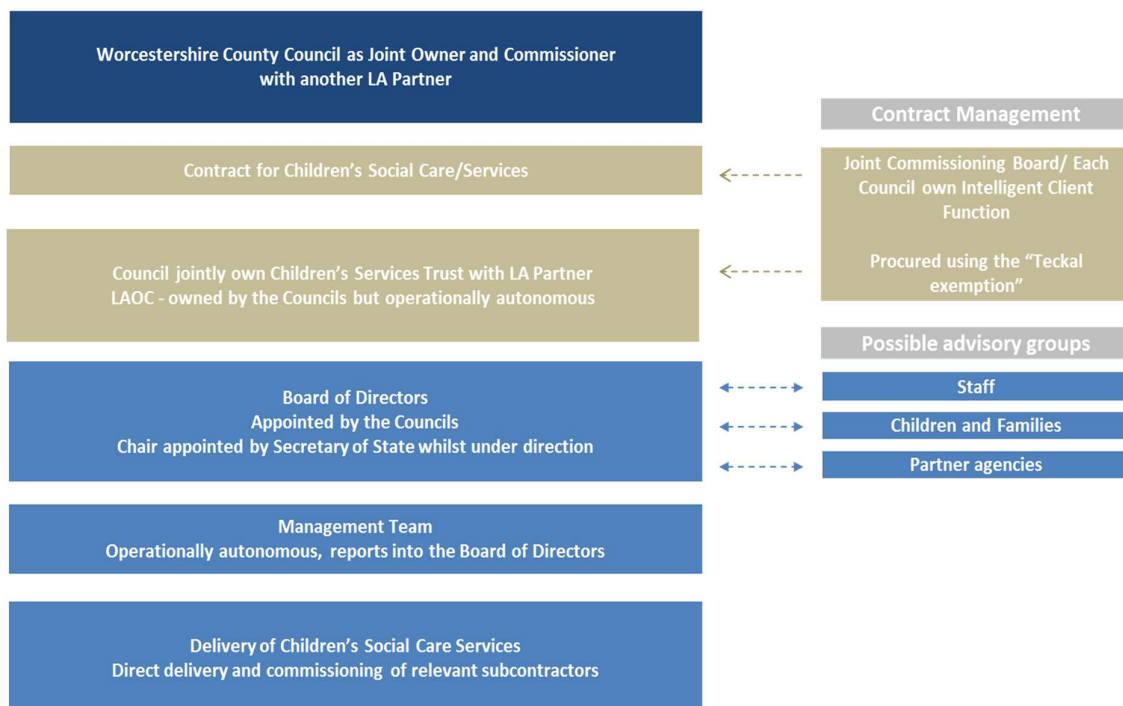 Worcestershire County Council as Joint Owner and Commissioner
with another LA Partner
Contract for Children's Social Care/Services
Council jointly own Children's Services Trust with LA Partner
LAOC - owned by the Councils but operationally autonomous
Board of Directors
Appointed by the Councils
Chair appointed by Secretary of State whilst under direction
Management Team
Operationally autonomous, reports into the Board of Directors
Delivery of Children's Social Care Services
Direct delivery and commissioning of relevant subcontractors
Contract Management
Joint Commissioning Board/ Each
Council own Intelligent Client
Function
Procured using the “Teckal
exemption”
Possible advisory groups
Staff
Children and Families
Partner agencies